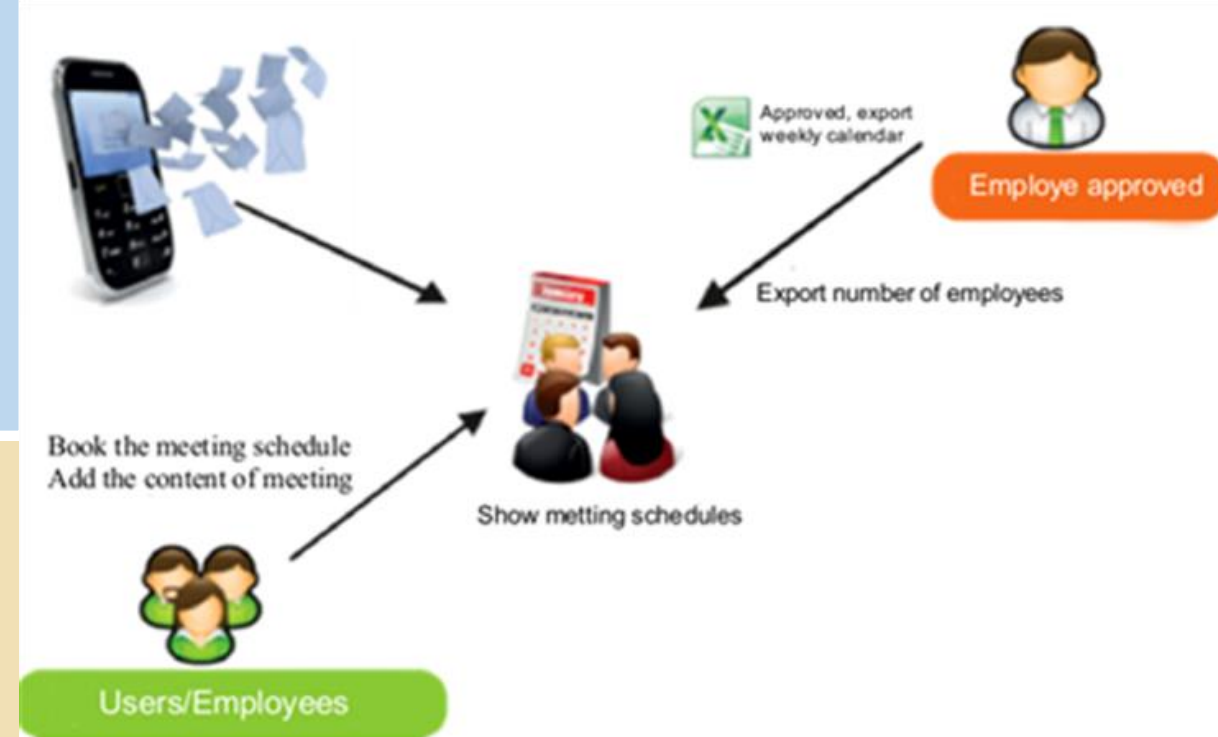 Approved, export
weekly calendar
Employe approved
Export number of employees
Book the meeting schedule
Add the content of meeting
Show metting schedules
Users/Employees